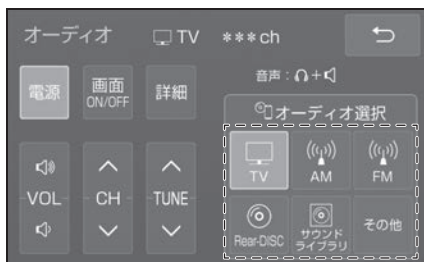 オーディオ TV ***ch
音声：+
電源 画面 ON/OFF 詳細
オーディオ選択
TV AM FM
VOL CH TUNE
Rear-DISC サウンドライブラリ その他